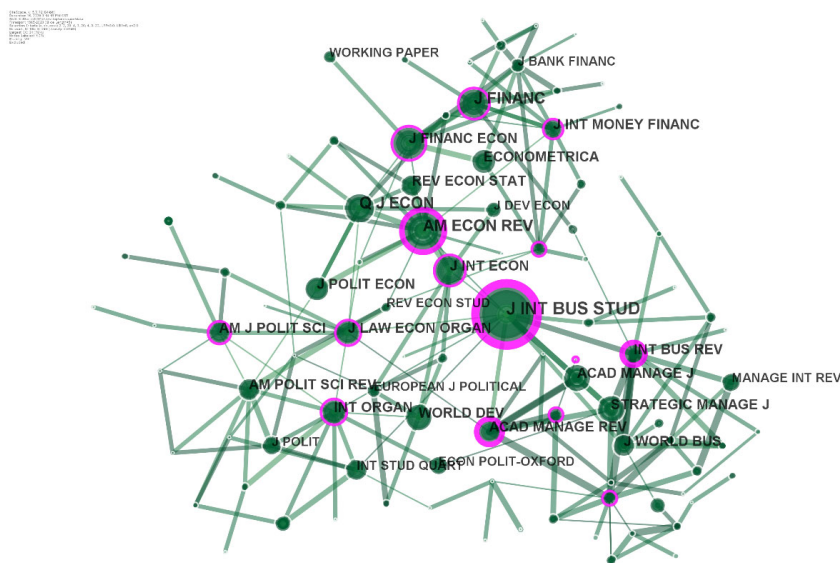 WORKING PAPER
J BANK FINANC
J FINANC
J INT MONEY FINANC
J FINANC ECON
ECONOMETRICA
REV ECON STAT
Q J ECON
J DEV ECON
AM ECON REV
J INT ECON
J POLIT ECON
REV ECON STUD
J INT BUS STUD
AM J POLIT SCI
J LAW ECON ORGAN
INT BUS REV
ACAD MANAGE J
MANAGE INT REV
AM POLIT SCI REV
EUROPEAN J POLITICAL
STRATEGIC MANAGE J
INT ORGAN
WORLD DEV
ACAD MANAGE REV
J POLIT
J WORLD BUS
INT STUD QUART
ECON POLIT-OXFORD